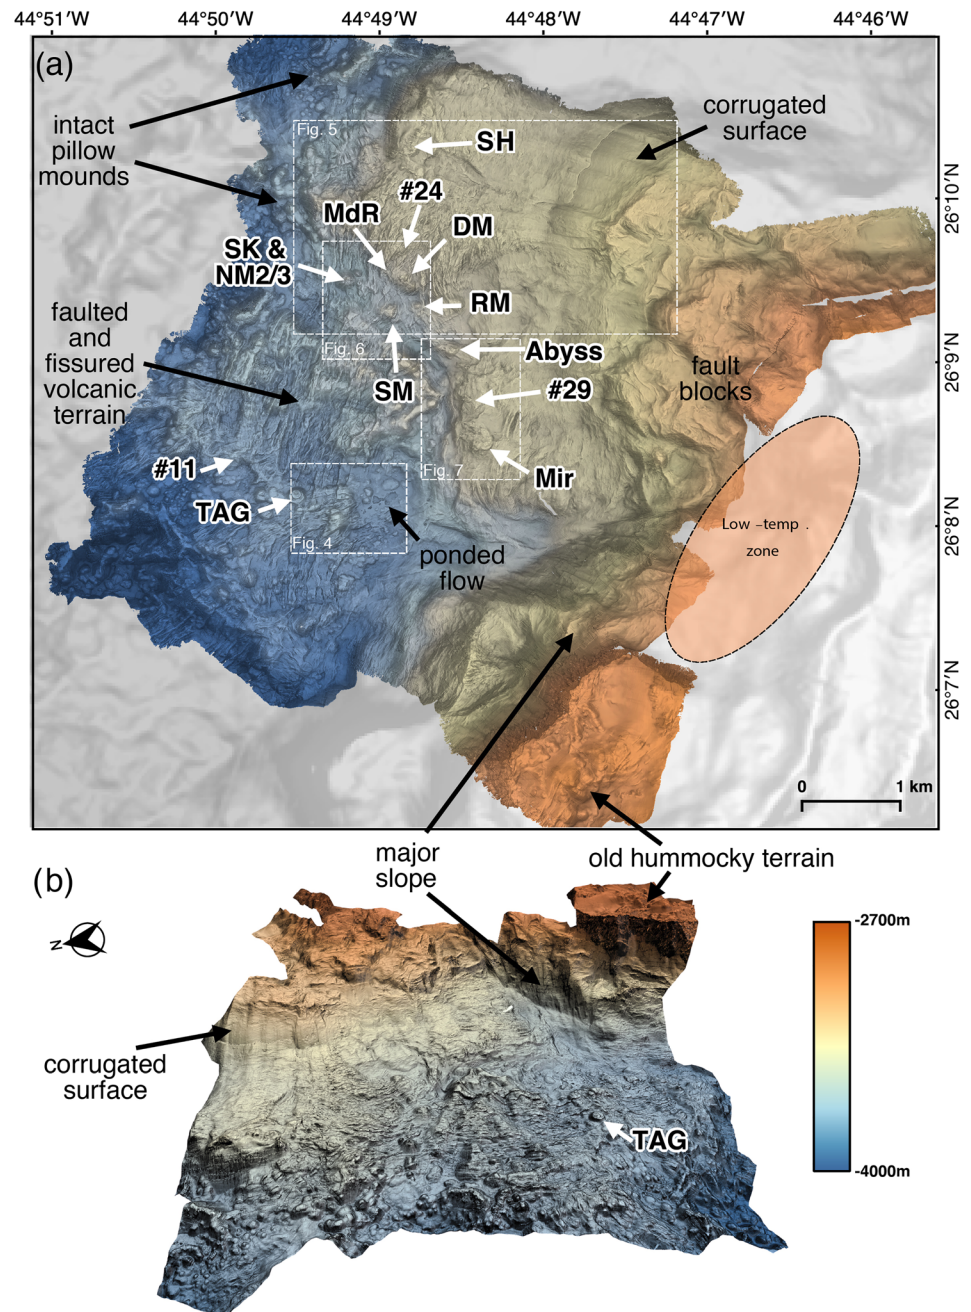 44°51'W
44°50'W
44°49'W
44°48'W
44°47'W
44°46'W
(a)
intact
pillow
mounds
Fig. 5
corrugated
surface
SH
#24
MdR
DM
SK &
NM2/3
RM
26°10'N
faulted
and
fissured
volcanic
terrain
Fig. 6
SM
Abyss
#29
fault
blocks
26°9'N
#11
TAG
Fig. 7
Mir
Fig. 4
ponded
flow
Low -temp .
zone
26°8'N
26°7'N
0
1 km
major
slope
old hummocky terrain
(b)
N
corrugated
surface
TAG
-2700m
-4000m